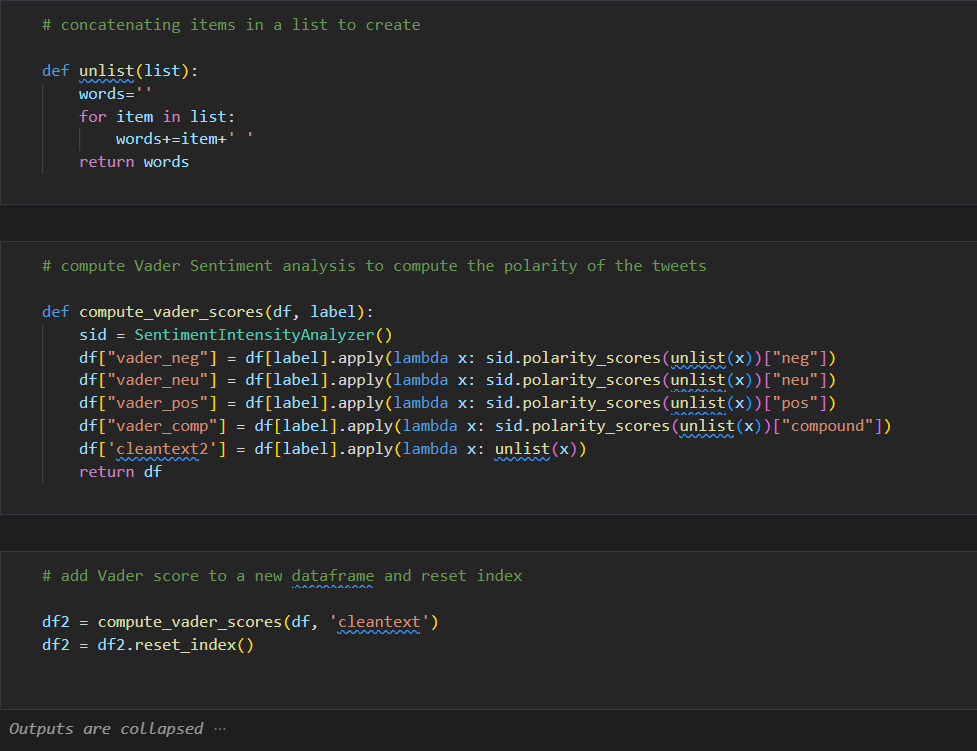 # concatenating items in a list to create
def unlist(list):
    words=''
    for item in list:
        words+=item+' '
    return words
# compute Vader Sentiment analysis to compute the polarity of the tweets
def compute_vader_scores(df, label):
    sid = SentimentIntensityAnalyzer()
    df["vader_neg"] = df[label].apply(lambda x: sid.polarity_scores(unlist(x))["neg"])
    df["vader_neu"] = df[label].apply(lambda x: sid.polarity_scores(unlist(x))["neu"])
    df["vader_pos"] = df[label].apply(lambda x: sid.polarity_scores(unlist(x))["pos"])
    df["vader_comp"] = df[label].apply(lambda x: sid.polarity_scores(unlist(x))["compound"])
    df['cleantext2'] = df[label].apply(lambda x: unlist(x))
    return df
# add Vader score to a new dataframe and reset index
df2 = compute_vader_scores(df, 'cleantext')
df2 = df2.reset_index()
Outputs are collapsed ···